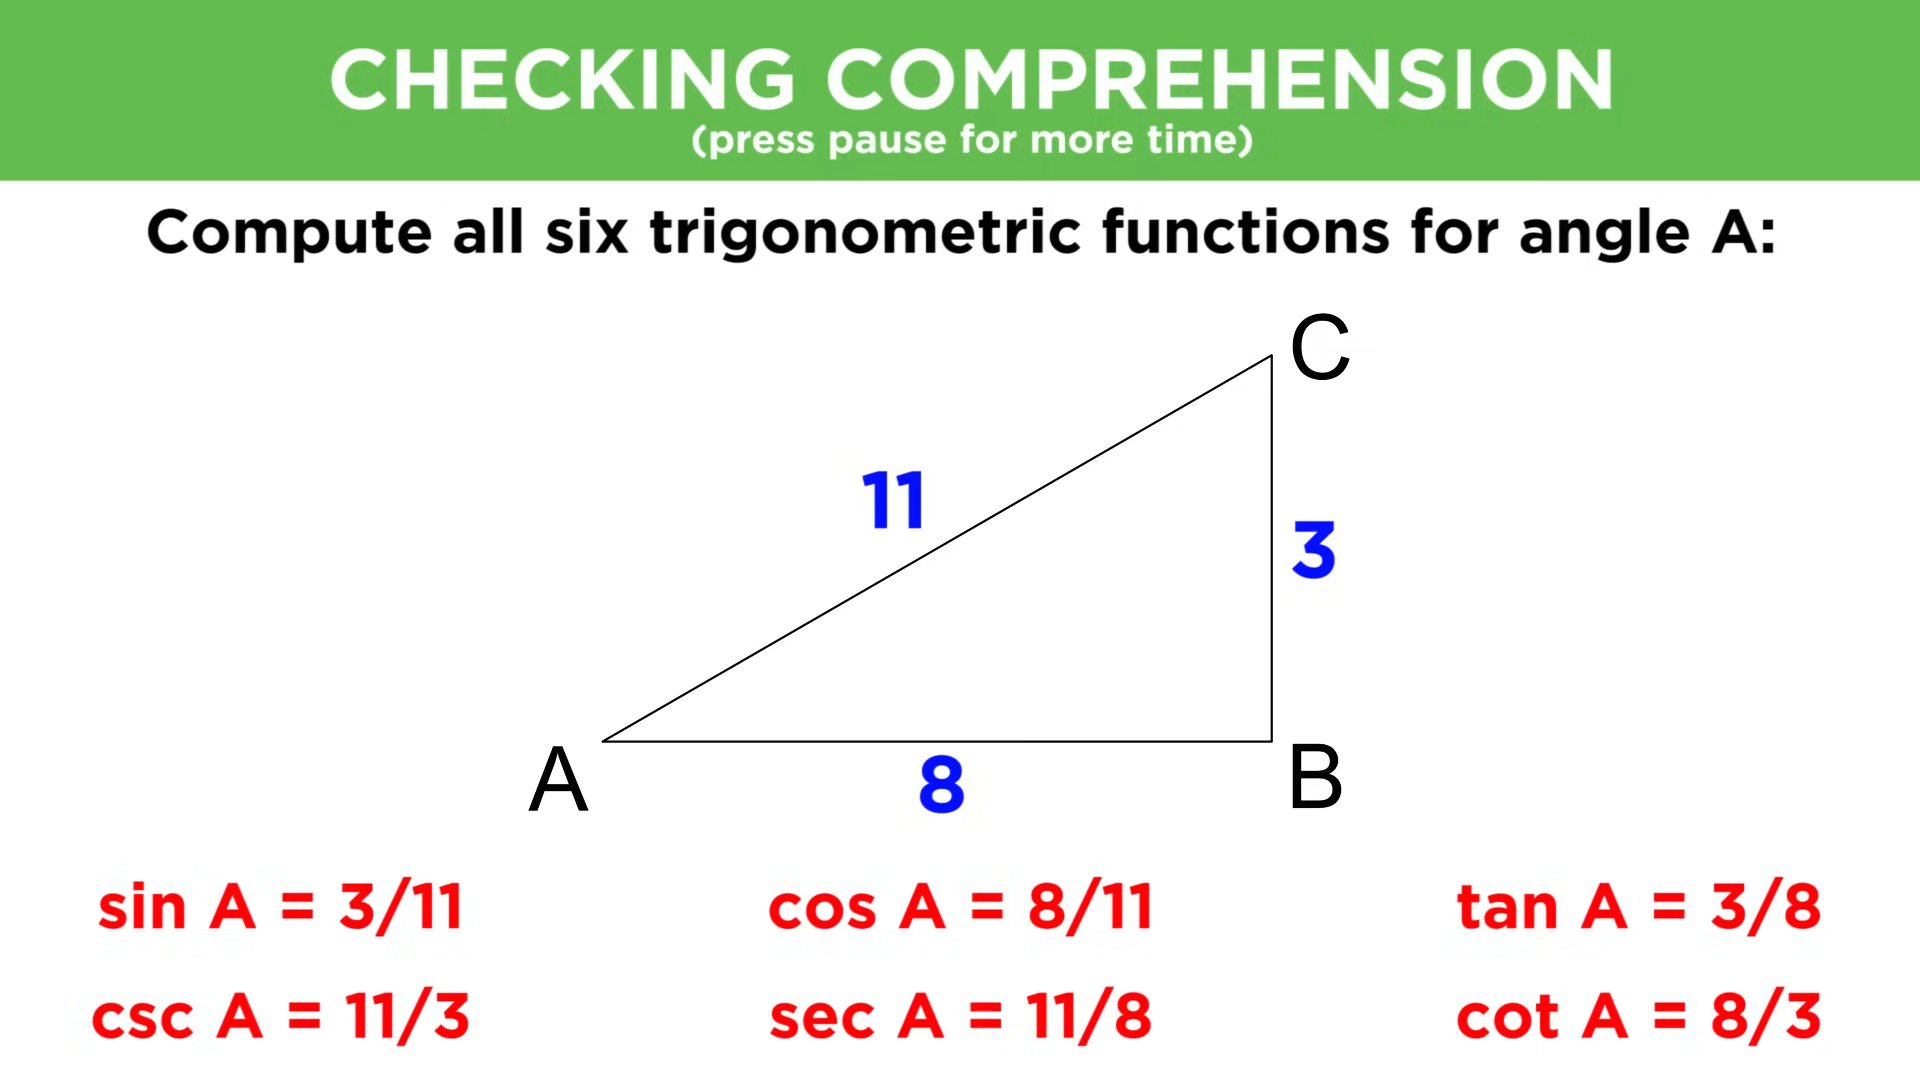 CHECKING COMPREHENSION
(press pause for more time)
Compute all six trigonometric functions for angle A:
C
11
3
A
8
B
sin A = 3/11
cos A = 8/11
tan A = 3/8
csc A = 11/3
sec A = 11/8
cot A = 8/3